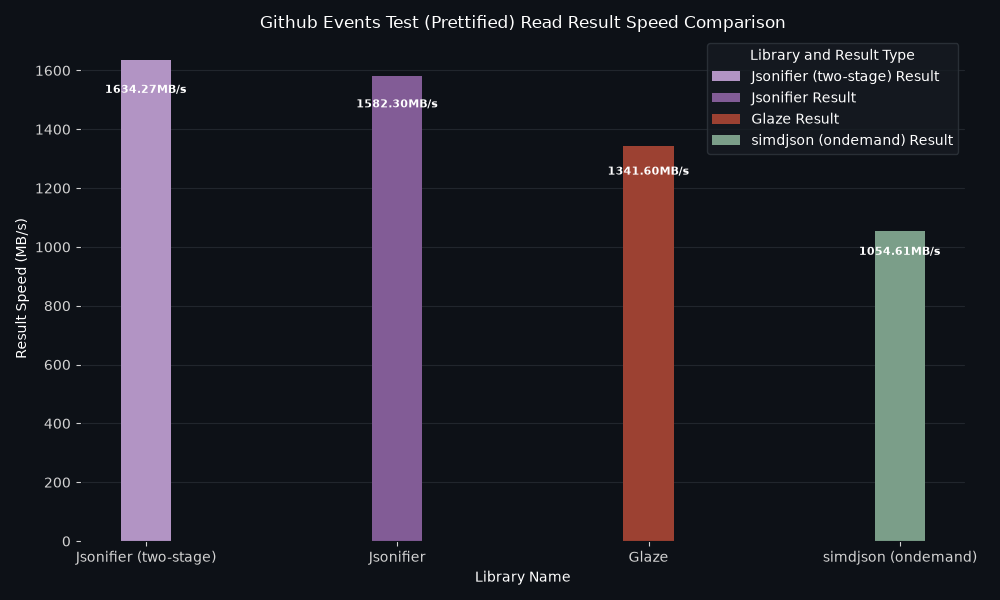 Github Events Test (Prettified) Read Result Speed Comparison
Library and Result Type
Jsonifier (two-stage) Result
Jsonifier Result
Glaze Result
simdjson (ondemand) Result
Result Speed (MB/s)
1600
1400
1200
1000
800
600
400
200
0
1634.27MB/s
1582.30MB/s
1341.60MB/s
1054.61MB/s
Jsonifier (two-stage)
Jsonifier
Glaze
simdjson (ondemand)
Library Name